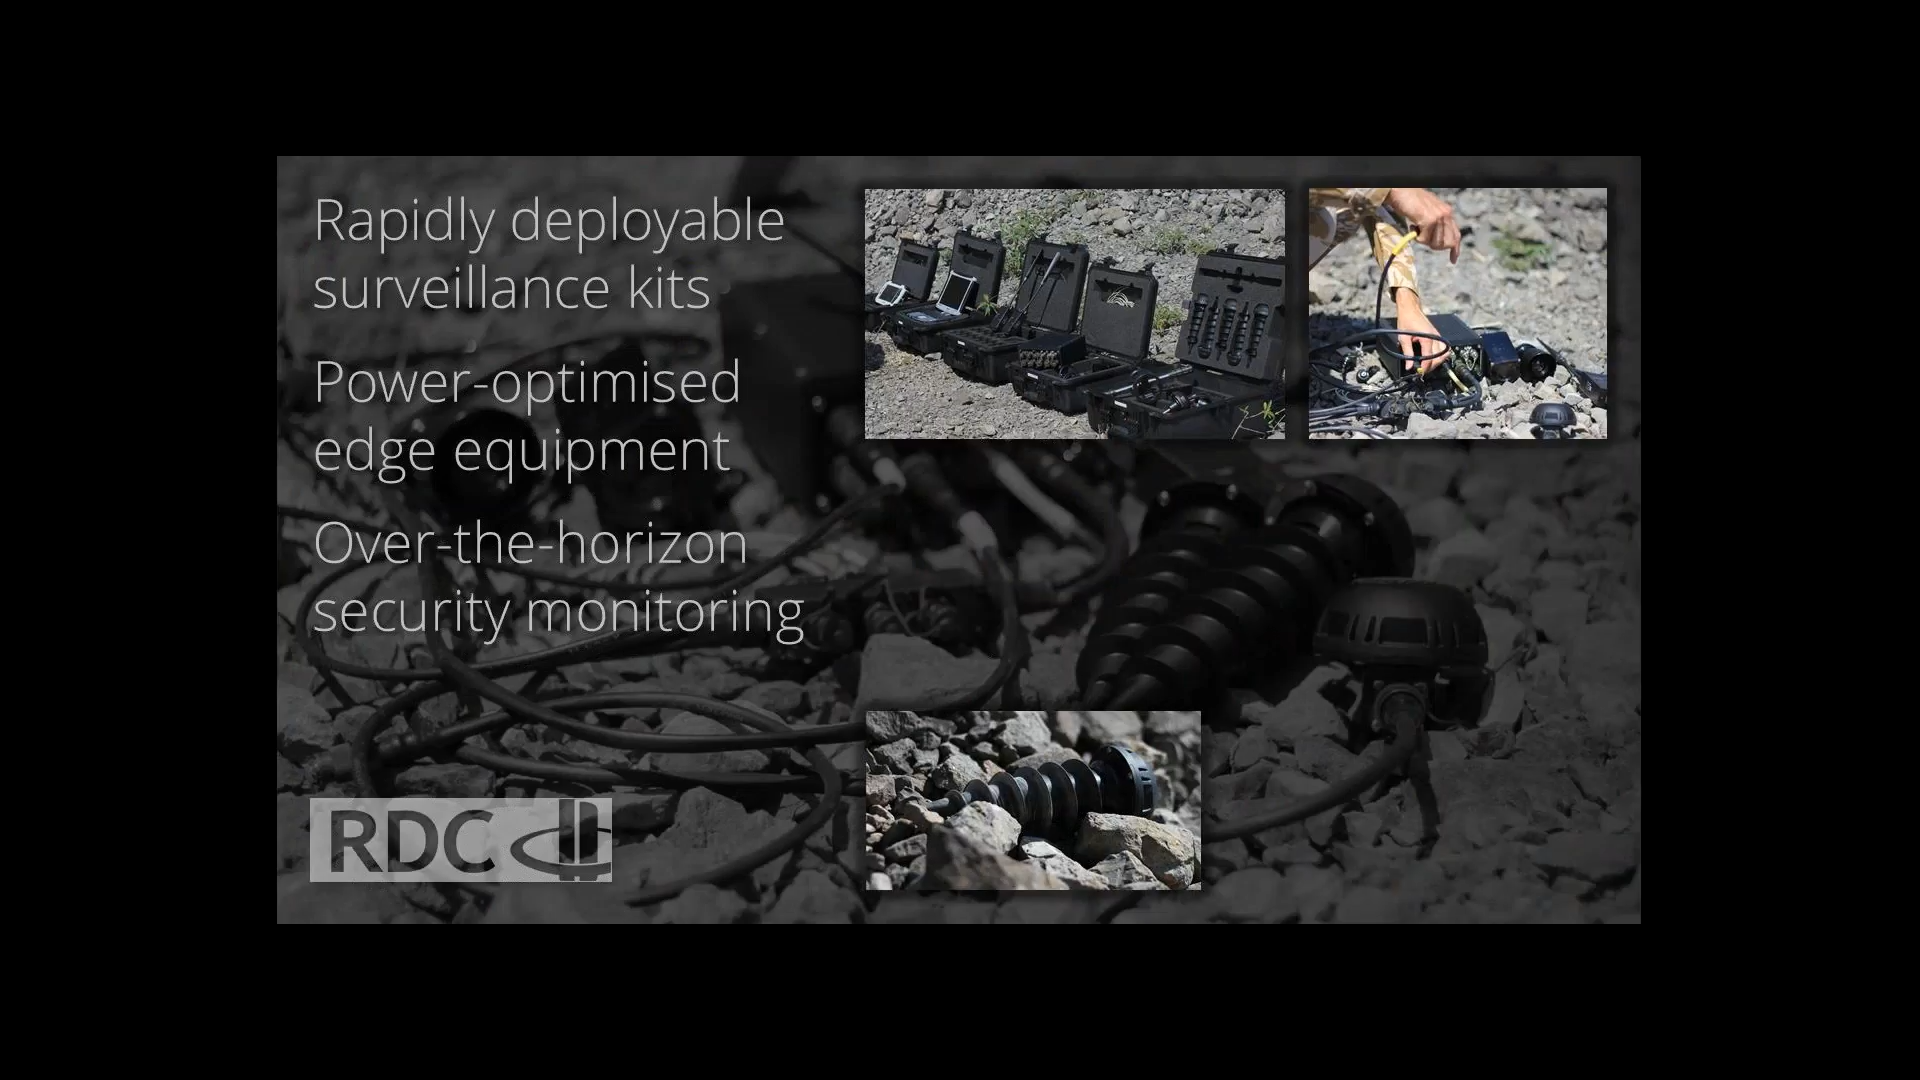 Rapidly deployable
surveillance kits
Power-optimised
edge equipment
Over-the-horizon
security monitoring
RDC